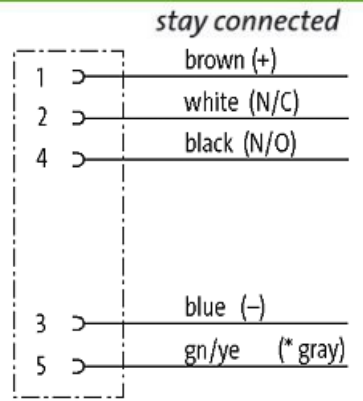 stay connected
1 brown (+)
2 white (N/C)
4 black (N/O)
3 blue (–)
5 gn/ye (* gray)